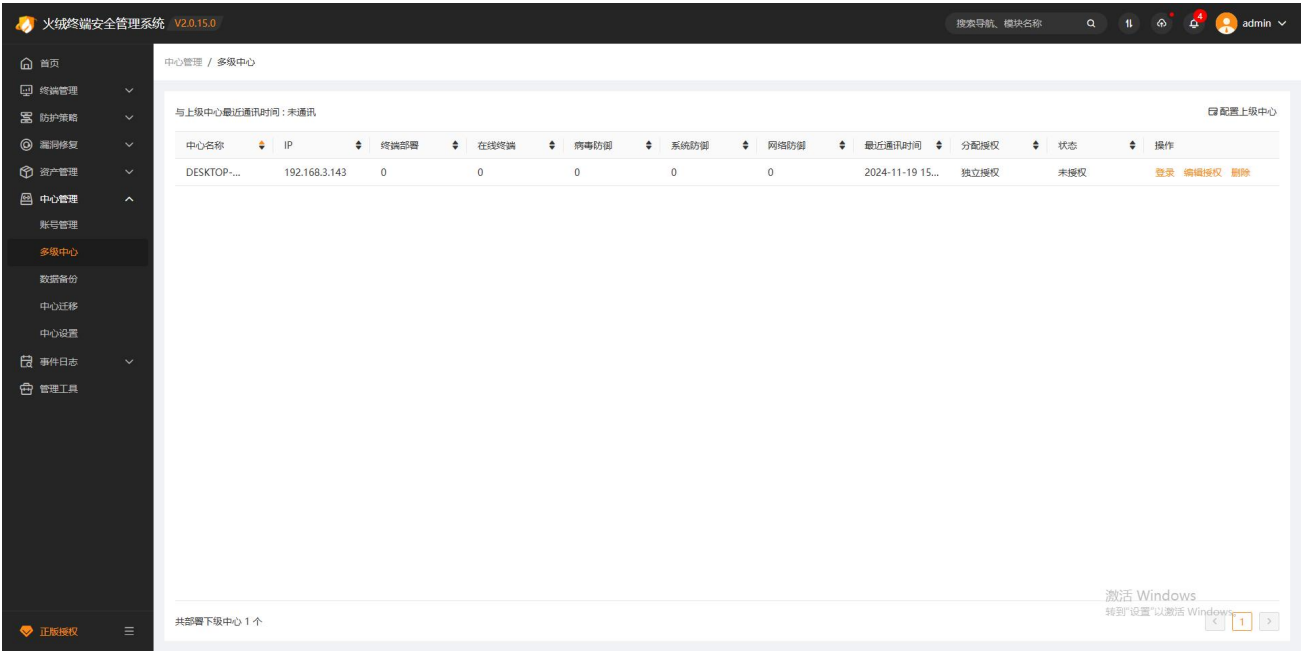 火绒终端安全管理系统 V2.0.15.0
搜索导航、模块名称
4
admin
首页
终端管理
防护策略
漏洞修复
资产管理
中心管理
账号管理
多级中心
数据备份
中心迁移
中心设置
事件日志
管理工具
正版授权
中心管理 / 多级中心
与上级中心最近通讯时间 : 未通讯
配置上级中心
中心名称 IP 终端部署 在线终端 病毒防御 系统防御 网络防御 最近通讯时间 分配授权 状态 操作
DESKTOP-... 192.168.3.143 0 0 0 0 0 2024-11-19 15... 独立授权 未授权 登录 编辑授权 删除
共部署下级中心 1 个
激活 Windows
转到"设置"以激活 Windows。
< 1 >